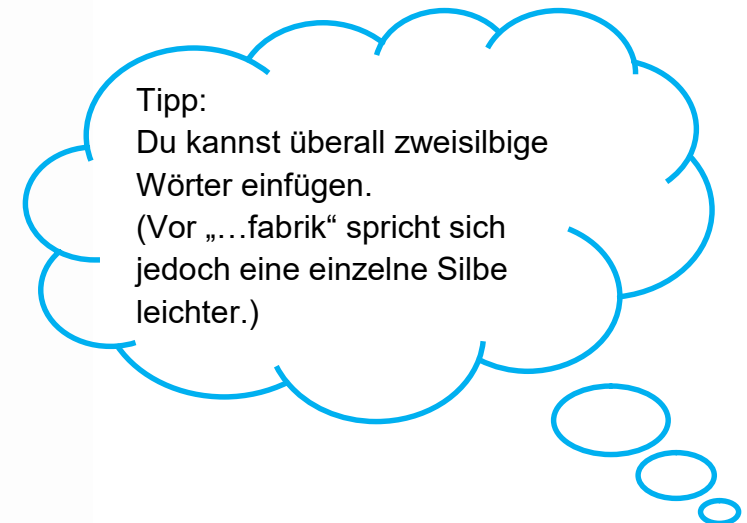 Tipp:
Du kannst überall zweisilbige
Wörter einfügen.
(Vor „…fabrik“ spricht sich
jedoch eine einzelne Silbe
leichter.)